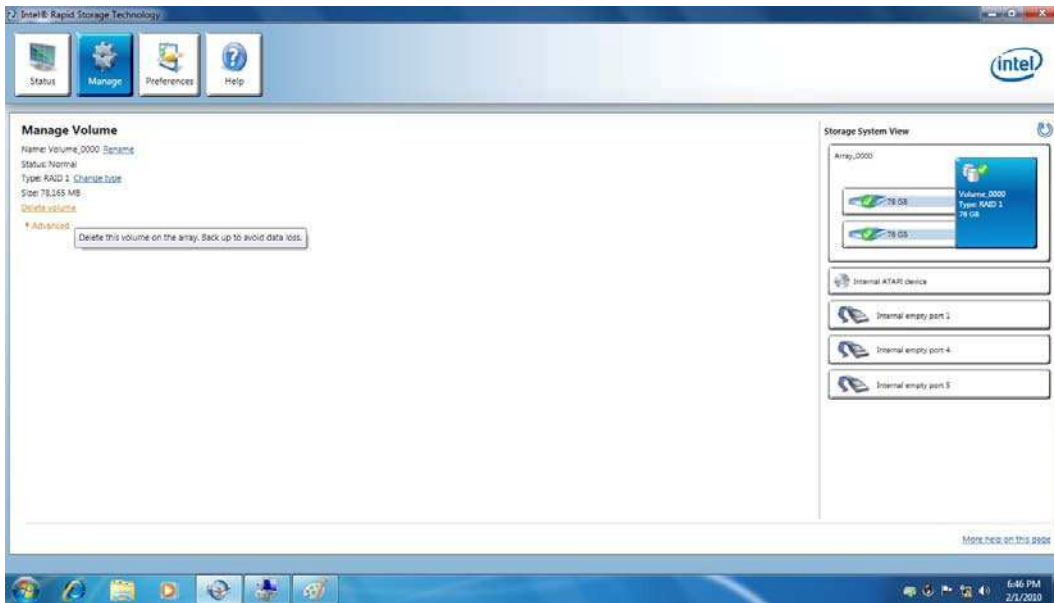 Intel® Rapid Storage Technology
Status
Manage
Preferences
Help
intel
Manage Volume
Name: Volume_0000 Rename
Status: Normal
Type: RAID 1 Change type
Size: 78,165 MB
Delete volume
Advanced
Delete this volume on the array. Back up to avoid data loss.
Storage System View
Array_0000
78 GB
78 GB
Volume_0000
Type: RAID 1
78 GB
Internal ATAPI device
Internal empty port 1
Internal empty port 4
Internal empty port 5
More help on this page
6:46 PM
2/1/2010